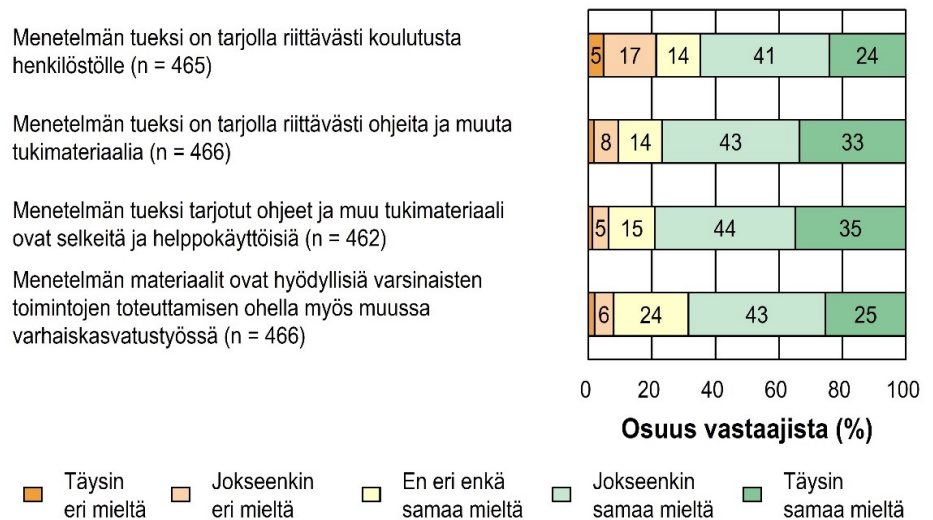 Menetelmän tueksi on tarjolla riittävästi koulutusta
henkilöstölle (n = 465)
5 17 14 41 24
Menetelmän tueksi on tarjolla riittävästi ohjeita ja muuta
tukimateriaalia (n = 466)
8 14 43 33
Menetelmän tueksi tarjotut ohjeet ja muu tukimateriaali
ovat selkeitä ja helppokäyttöisiä (n = 462)
5 15 44 35
Menetelmän materiaalit ovat hyödyllisiä varsinaisten
toimintojen toteuttamisen ohella myös muussa
varhaiskasvatustyössä (n = 466)
6 24 43 25
0 20 40 60 80 100
Osuus vastaajista (%)
Täysin
eri mieltä
Jokseenkin
eri mieltä
En eri enkä
samaa mieltä
Jokseenkin
samaa mieltä
Täysin
samaa mieltä